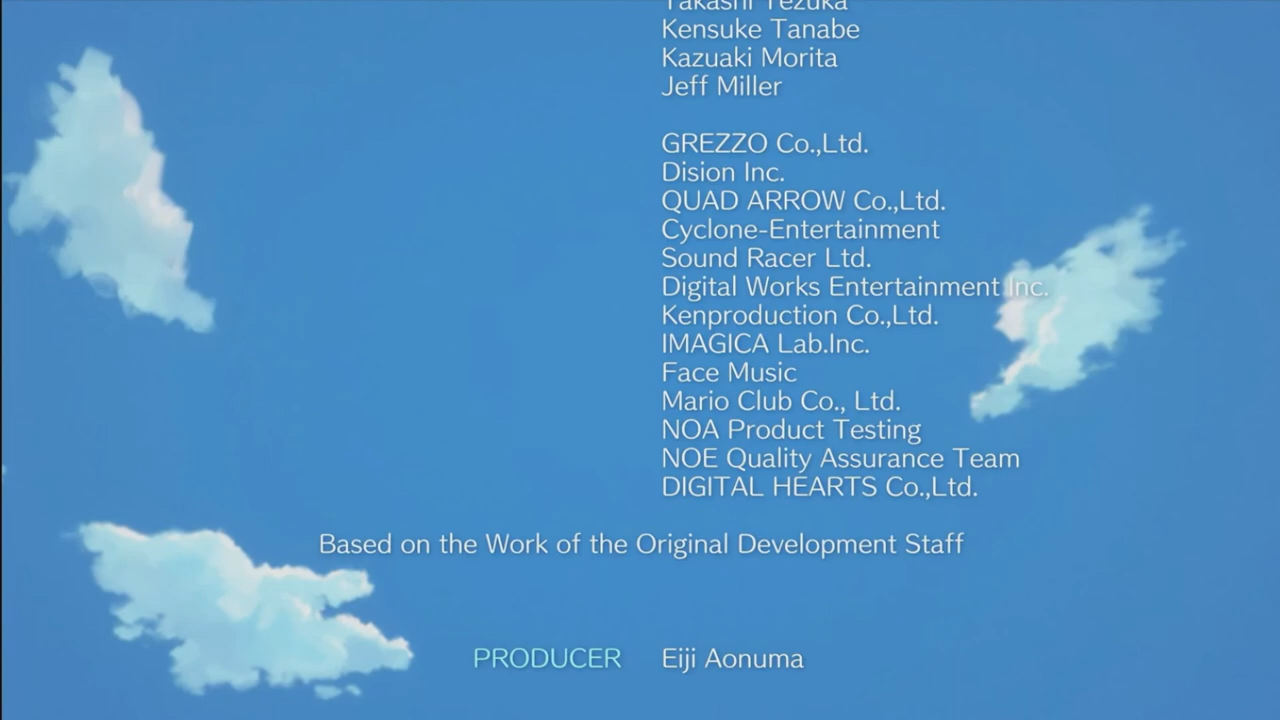 Takashi Tezuka
Kensuke Tanabe
Kazuaki Morita
Jeff Miller
GREZZO Co.,Ltd.
Dision Inc.
QUAD ARROW Co.,Ltd.
Cyclone-Entertainment
Sound Racer Ltd.
Digital Works Entertainment Inc.
Kenproduction Co.,Ltd.
IMAGICA Lab.Inc.
Face Music
Mario Club Co., Ltd.
NOA Product Testing
NOE Quality Assurance Team
DIGITAL HEARTS Co.,Ltd.
Based on the Work of the Original Development Staff
PRODUCER Eiji Aonuma